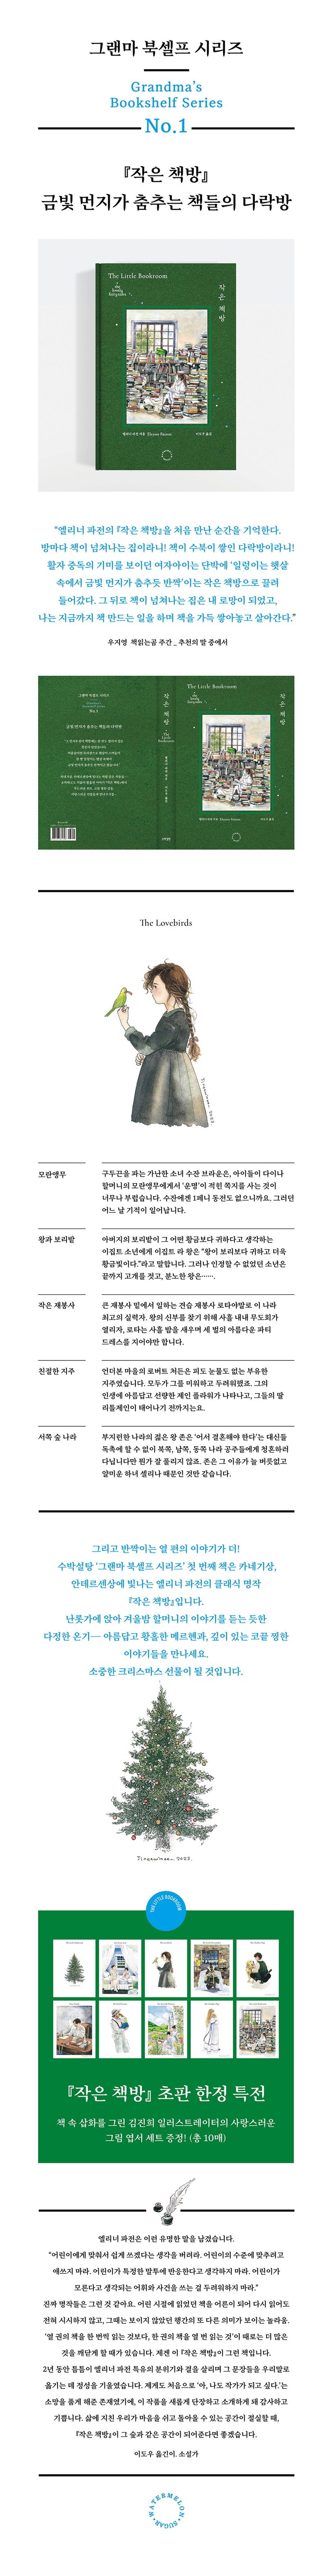 그랜마 북셀프 시리즈
Grandma's
Bookshelf Series
No.1
『작은 책방』
금빛 먼지가 춤추는 책들의 다락방
The Little Bookroom
the
lovely
fairytales
작은 책방
엘리너 파전 지음 Eleanor Farjeon
이도우 옮김
"엘리너 파전의 『작은 책방』을 처음 만난 순간을 기억한다.
방마다 책이 넘쳐나는 집이라니! 책이 수북이 쌓인 다락방이라니!
활자 중독의 기미를 보이던 여자아이는 단박에 '일렁이는 햇살
속에서 금빛 먼지가 춤추듯 반짝'이는 작은 책방으로 끌려
들어갔다. 그 뒤로 책이 넘쳐나는 집은 내 로망이 되었고,
나는 지금까지 책 만드는 일을 하며 책을 가득 쌓아놓고 살아간다."
우지영 책읽는곰 주간 _ 추천의 말 중에서
그랜마 북셀프 시리즈
Grandma's
Bookshelf Series
No.1
금빛 먼지가 춤추는 책들의 다락방
작은 책방
The Little Bookroom
작은 책방
The Lovebirds
모란앵무
구두끈을 파는 가난한 소녀 수잔 브라운은, 아이들이 다이나
할머니의 모란앵무에게서 '운명'이 적힌 쪽지를 사는 것이
너무나 부럽습니다. 수잔에겐 1페니 동전도 없으니까요. 그러던
어느 날 기적이 일어납니다.
왕과 보리밭
아버지의 보리밭이 그 어떤 황금보다 귀하다고 생각하는
이집트 소년에게 이집트 라 왕은 "왕이 보리보다 귀하고 더욱
황금빛이다."라고 말합니다. 그러나 인정할 수 없었던 소년은
끝까지 고개를 젓고, 분노한 왕은…….
작은 재봉사
큰 재봉사 밑에서 일하는 견습 재봉사 로타야말로 이 나라
최고의 실력자. 왕의 신부를 찾기 위해 사흘 내내 무도회가
열리자, 로타는 사흘 밤을 새우며 세 벌의 아름다운 파티
드레스를 지어야만 합니다.
친절한 지주
언더본 마을의 로버트 처든은 피도 눈물도 없는 부유한
지주였습니다. 모두가 그를 미워하고 두려워했죠. 그의
인생에 아름답고 선량한 제인 플라워가 나타나고, 그들의 딸
리틀제인이 태어나기 전까지는요.
서쪽 숲 나라
부지런한 나라의 젊은 왕 존은 '어서 결혼해야 한다'는 대신들
독촉에 할 수 없이 북쪽, 남쪽, 동쪽 나라 공주들에게 청혼하러
다닙니다만 뭔가 잘 풀리지 않죠. 존은 그 이유가 늘 버릇없고
얄미운 하녀 셀리나 때문인 것만 같습니다.
그리고 반짝이는 열 편의 이야기가 더!
수박설탕 '그랜마 북셀프 시리즈' 첫 번째 책은 카네기상,
안데르센상에 빛나는 엘리너 파전의 클래식 명작
『작은 책방』입니다.
난롯가에 앉아 겨울밤 할머니의 이야기를 듣는 듯한
다정한 온기— 아름답고 황홀한 메르헨과, 깊이 있는 코끝 찡한
이야기들을 만나세요.
소중한 크리스마스 선물이 될 것입니다.
THE LITTLE BOOKROOM
『작은 책방』 초판 한정 특전
책 속 삽화를 그린 김진희 일러스트레이터의 사랑스러운
그림 엽서 세트 증정! (총 10매)
엘리너 파전은 이런 유명한 말을 남겼습니다.
"어린이에게 맞춰서 쉽게 쓰겠다는 생각을 버려라. 어린이의 수준에 맞추려고
애쓰지 마라. 어린이가 특정한 말투에 반응한다고 생각하지 마라. 어린이가
모른다고 생각되는 어휘와 사건을 쓰는 걸 두려워하지 마라."
진짜 명작들은 그런 것 같아요. 어린 시절에 읽었던 책을 어른이 되어 다시 읽어도
전혀 시시하지 않고, 그때는 보이지 않았던 행간의 또 다른 의미가 보이는 놀라움.
'열 권의 책을 한 번씩 읽는 것보다, 한 권의 책을 열 번 읽는 것'이 때로는 더 많은
것을 깨닫게 할 때가 있습니다. 제겐 이 『작은 책방』이 그런 책입니다.
2년 동안 틈틈이 엘리너 파전 특유의 분위기와 결을 살리며 그 문장들을 우리말로
옮기는 데 정성을 기울였습니다. 제게도 처음으로 '아, 나도 작가가 되고 싶다.'는
소망을 품게 해준 존재였기에, 이 작품을 새롭게 단장하고 소개하게 돼 감사하고
기쁩니다. 삶에 지친 우리가 마음을 쉬고 돌아올 수 있는 공간이 절실할 때,
『작은 책방』이 그 숲과 같은 공간이 되어준다면 좋겠습니다.
이도우 옮긴이, 소설가
WATERMELON SUGAR